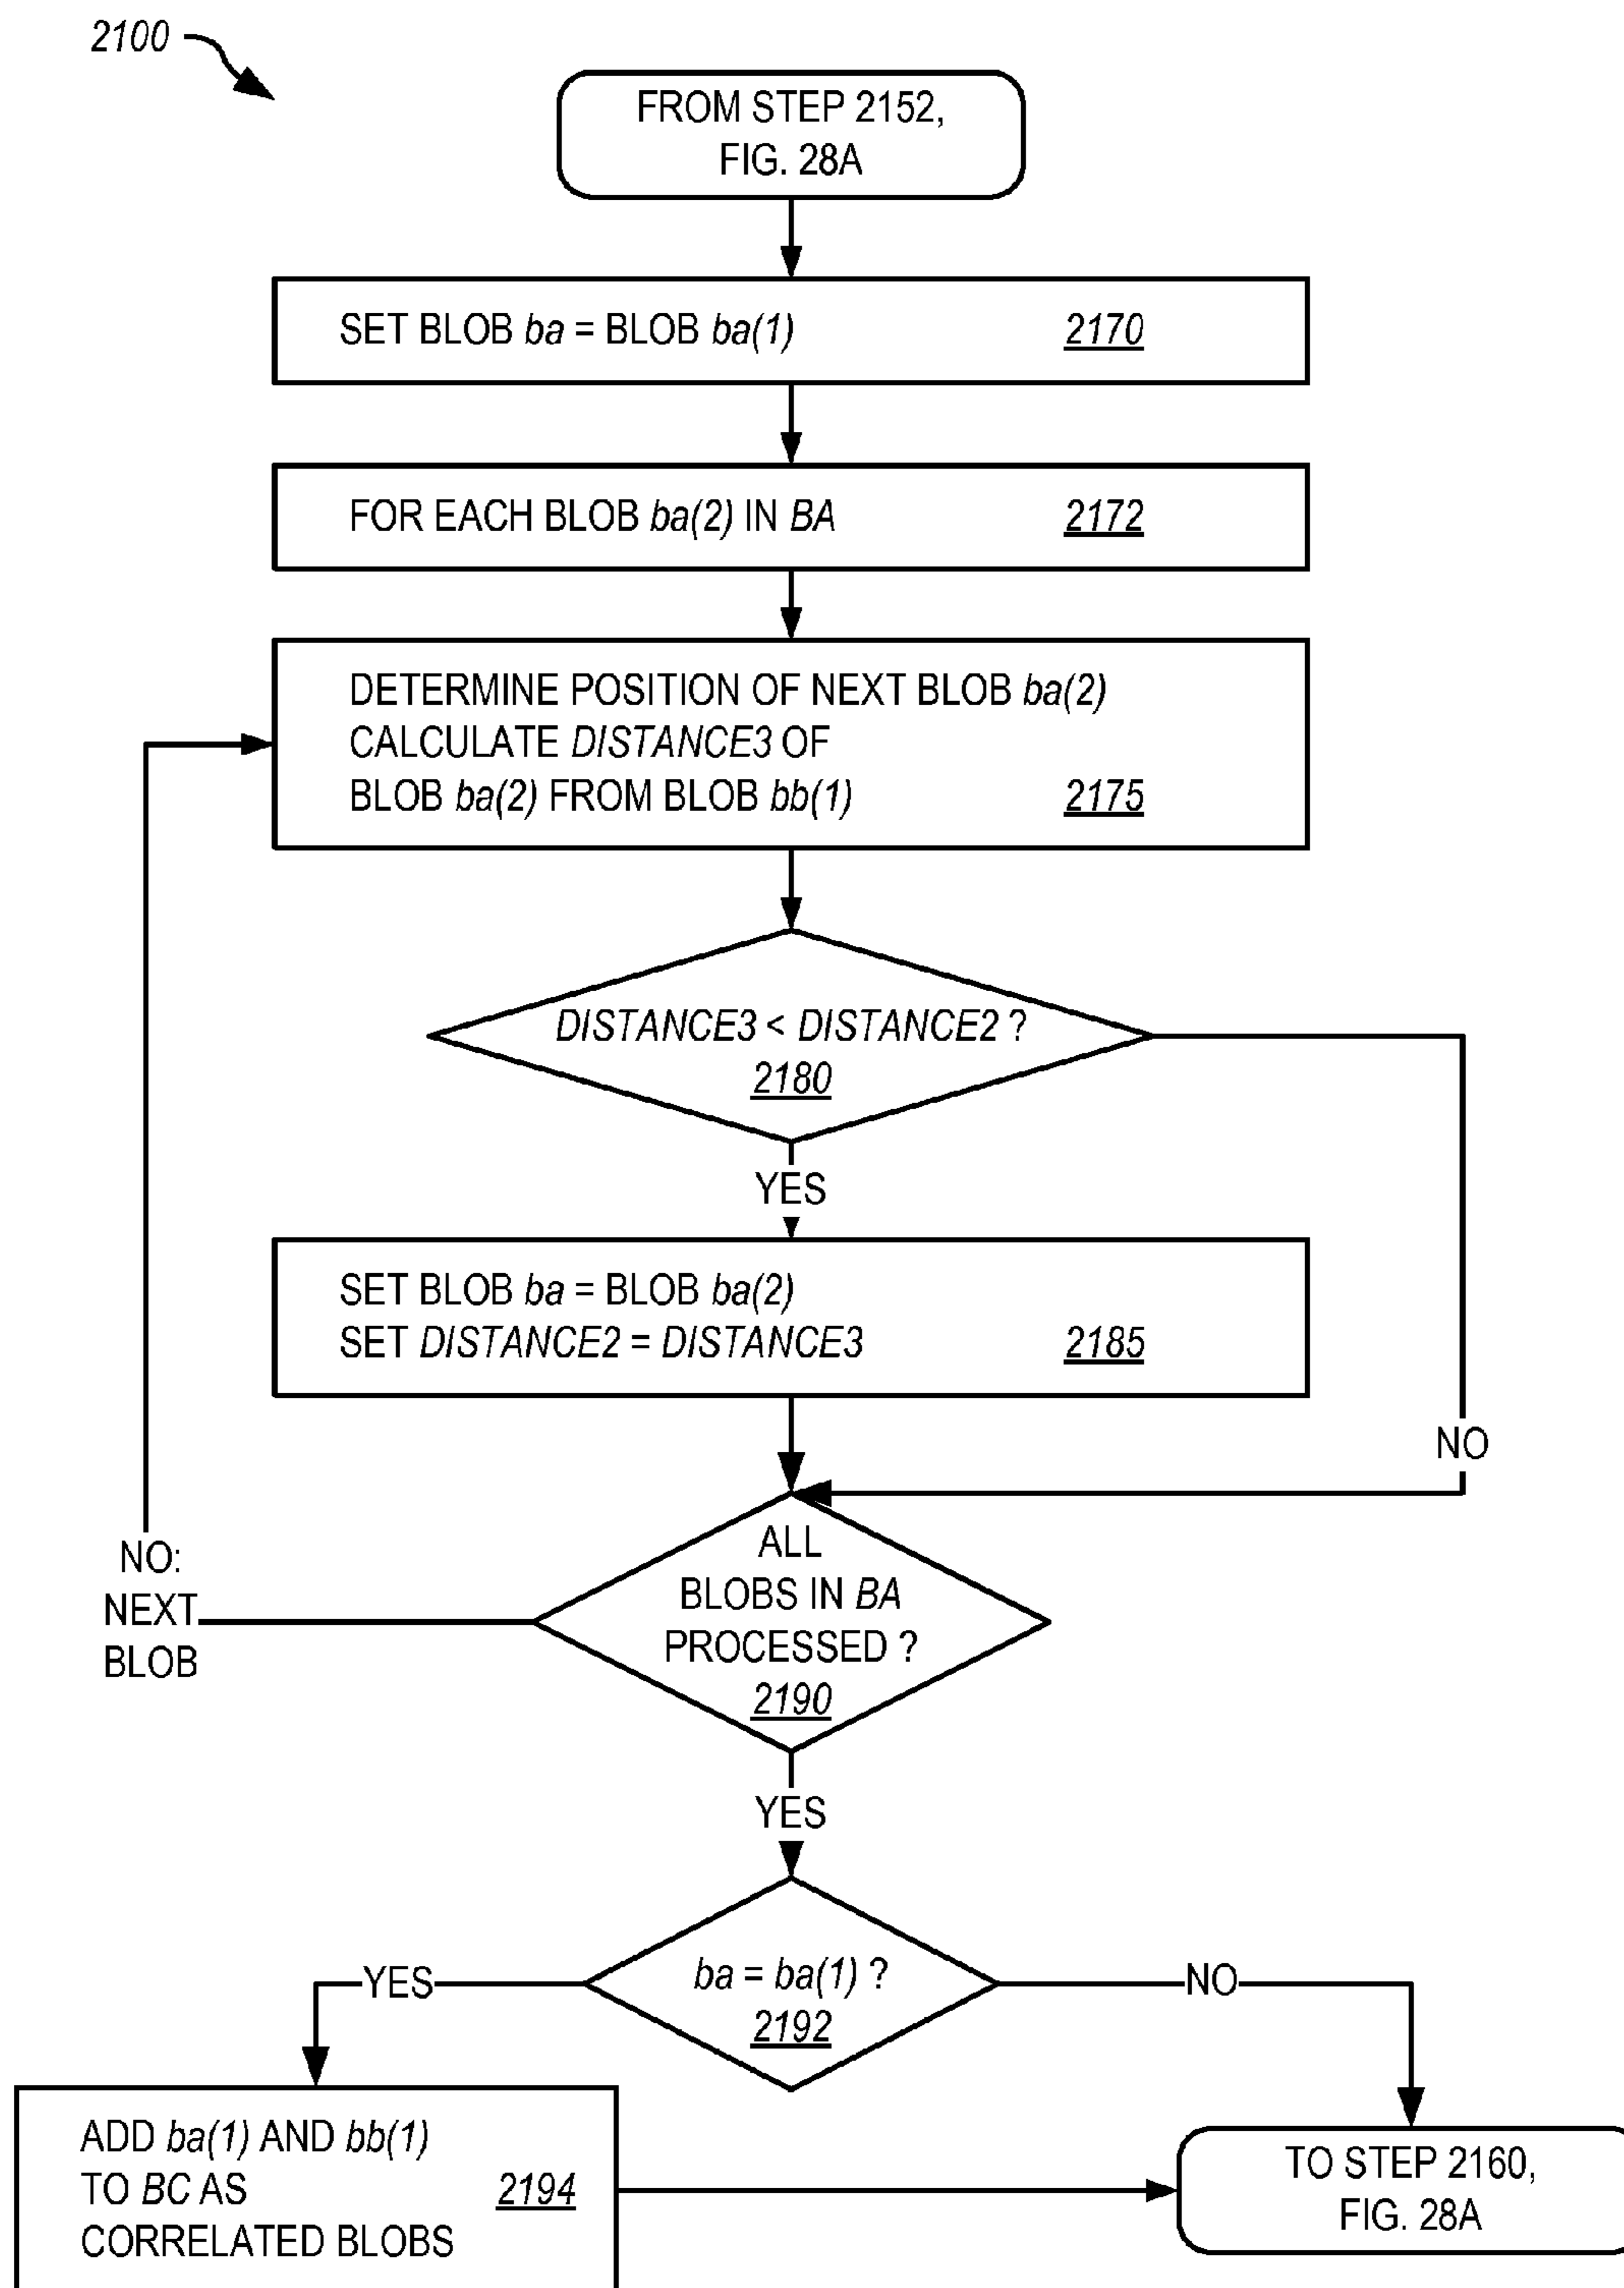 2100
FROM STEP 2152,
FIG. 28A
SET BLOB ba = BLOB ba(1) 2170
FOR EACH BLOB ba(2) IN BA 2172
DETERMINE POSITION OF NEXT BLOB ba(2)
CALCULATE DISTANCE3 OF
BLOB ba(2) FROM BLOB bb(1) 2175
DISTANCE3 < DISTANCE2 ?
2180
YES
SET BLOB ba = BLOB ba(2)
SET DISTANCE2 = DISTANCE3 2185
NO
ALL
BLOBS IN BA
PROCESSED ?
2190
NO:
NEXT
BLOB
YES
ba = ba(1) ?
2192
YES
NO
ADD ba(1) AND bb(1)
TO BC AS 2194
CORRELATED BLOBS
TO STEP 2160,
FIG. 28A